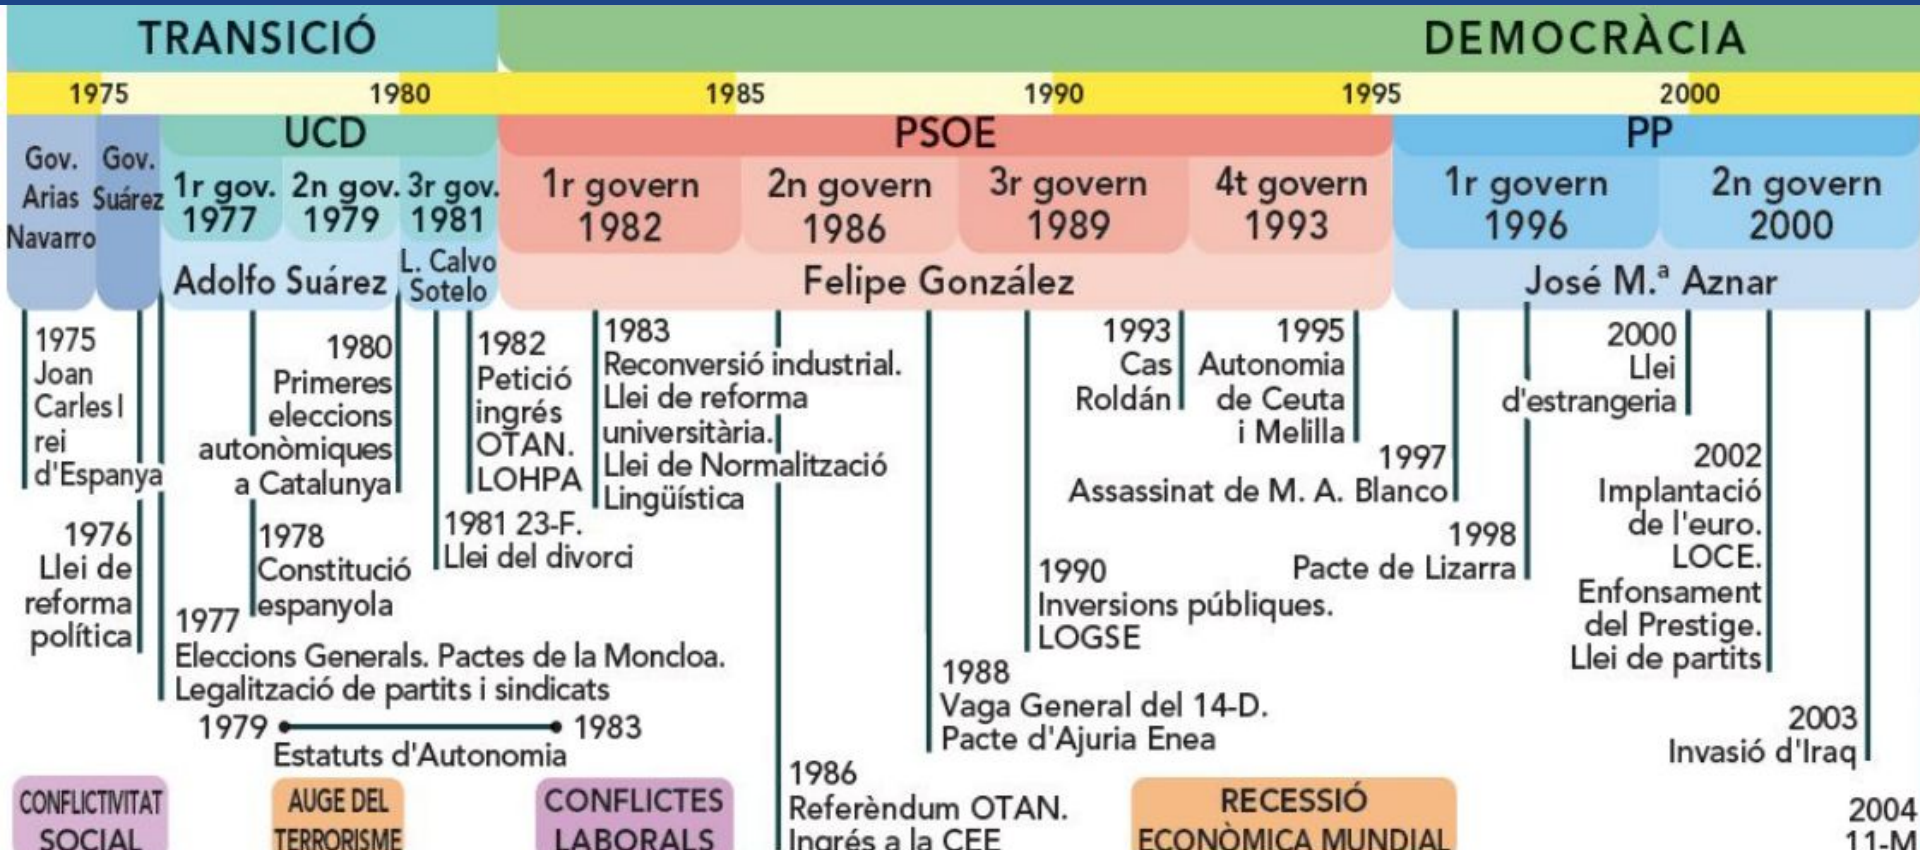 TRANSICIÓ
DEMOCRÀCIA
1975
1980
1985
1990
1995
2000
Gov.
Arias
Navarro
Gov.
Suárez
UCD
1r gov.
1977
2n gov.
1979
3r gov.
1981
Adolfo Suárez
L. Calvo
Sotelo
PSOE
1r govern
1982
2n govern
1986
3r govern
1989
4t govern
1993
Felipe González
PP
1r govern
1996
2n govern
2000
José M.ª Aznar
1975
Joan
Carles I
rei
d'Espanya
1976
Llei de
reforma
política
1977
Eleccions Generals. Pactes de la Moncloa.
Legalització de partits i sindicats
1978
Constitució
espanyola
1979
1983
Estatuts d'Autonomia
1980
Primeres
eleccions
autonòmiques
a Catalunya
1981 23-F.
Llei del divorci
1982
Petició
ingrés
OTAN.
LOHPA
1983
Reconversió industrial.
Llei de reforma
universitària.
Llei de Normalització
Lingüística
1986
Referèndum OTAN.
Ingrés a la CEE
1988
Vaga General del 14-D.
Pacte d'Ajuria Enea
1990
Inversions públiques.
LOGSE
1993
Cas
Roldán
1995
Autonomia
de Ceuta
i Melilla
1997
Assassinat de M. A. Blanco
1998
Pacte de Lizarra
2000
Llei
d'estrangeria
2002
Implantació
de l'euro.
LOCE.
Enfonsament
del Prestige.
Llei de partits
2003
Invasió d'Iraq
2004
11-M
CONFLICTIVITAT
SOCIAL
AUGE DEL
TERRORISME
CONFLICTES
LABORALS
RECESSIÓ
ECONÒMICA MUNDIAL